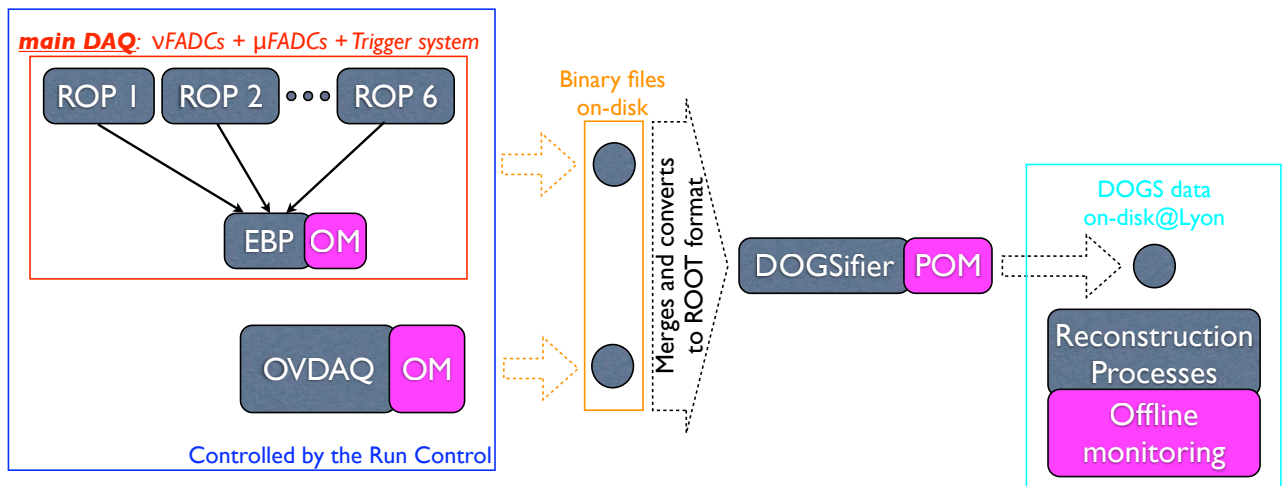 main DAQ: νFADCs + μFADCs + Trigger system
ROP 1 ROP 2 ROP 6
EBP OM
OVDAQ OM
Controlled by the Run Control
Binary files
on-disk
Merges and converts
to ROOT format
DOGSifier POM
DOGS data
on-disk@Lyon
Reconstruction
Processes
Offline
monitoring